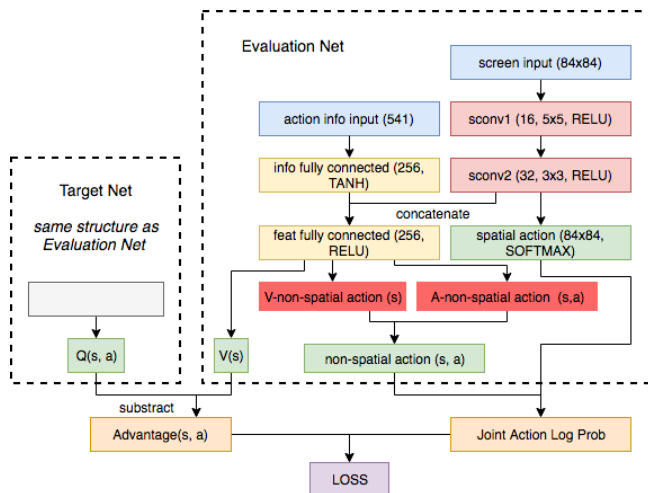 Evaluation Net
screen input (84x84)
action info input (541)
sconv1 (16, 5x5, RELU)
info fully connected (256,
TANH)
sconv2 (32, 3x3, RELU)
Target Net
same structure as
Evaluation Net
concatenate
feat fully connected (256,
RELU)
spatial action (84x84,
SOFTMAX)
V-non-spatial action (s)
A-non-spatial action (s,a)
Q(s, a)
V(s)
non-spatial action (s, a)
substract
Advantage(s, a)
Joint Action Log Prob
LOSS